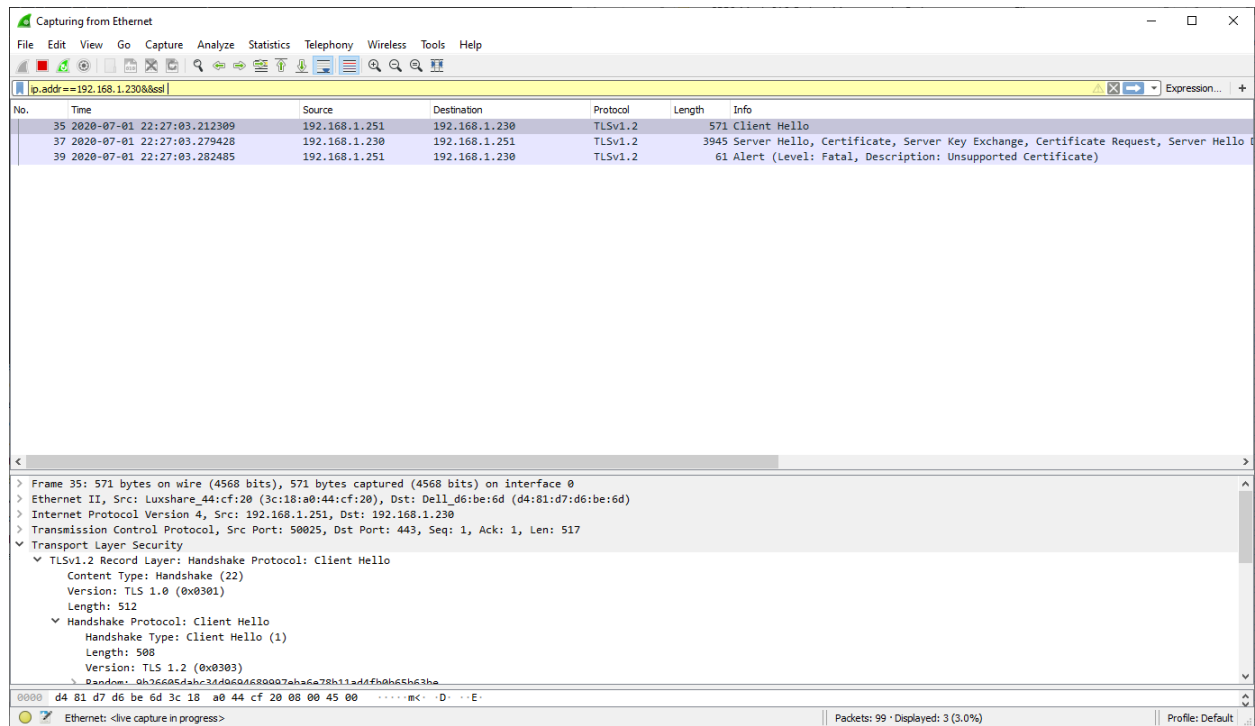 Capturing from Ethernet
File Edit View Go Capture Analyze Statistics Telephony Wireless Tools Help
ip.addr==192.168.1.230&&ssl Expression... +
No. Time Source Destination Protocol Length Info
35 2020-07-01 22:27:03.212309 192.168.1.251 192.168.1.230 TLSv1.2 571 Client Hello
37 2020-07-01 22:27:03.279428 192.168.1.230 192.168.1.251 TLSv1.2 3945 Server Hello, Certificate, Server Key Exchange, Certificate Request, Server Hello
39 2020-07-01 22:27:03.282485 192.168.1.251 192.168.1.230 TLSv1.2 61 Alert (Level: Fatal, Description: Unsupported Certificate)
> Frame 35: 571 bytes on wire (4568 bits), 571 bytes captured (4568 bits) on interface 0
> Ethernet II, Src: Luxshare_44:cf:20 (3c:18:a0:44:cf:20), Dst: Dell_d6:be:6d (d4:81:d7:d6:be:6d)
> Internet Protocol Version 4, Src: 192.168.1.251, Dst: 192.168.1.230
> Transmission Control Protocol, Src Port: 50025, Dst Port: 443, Seq: 1, Ack: 1, Len: 517
Transport Layer Security
TLSv1.2 Record Layer: Handshake Protocol: Client Hello
Content Type: Handshake (22)
Version: TLS 1.0 (0x0301)
Length: 512
Handshake Protocol: Client Hello
Handshake Type: Client Hello (1)
Length: 508
Version: TLS 1.2 (0x0303)
> Random:
0000 d4 81 d7 d6 be 6d 3c 18 a0 44 cf 20 08 00 45 00 ·····m<· ·D· ··E·
Ethernet: <live capture in progress> Packets: 99 · Displayed: 3 (3.0%) Profile: Default